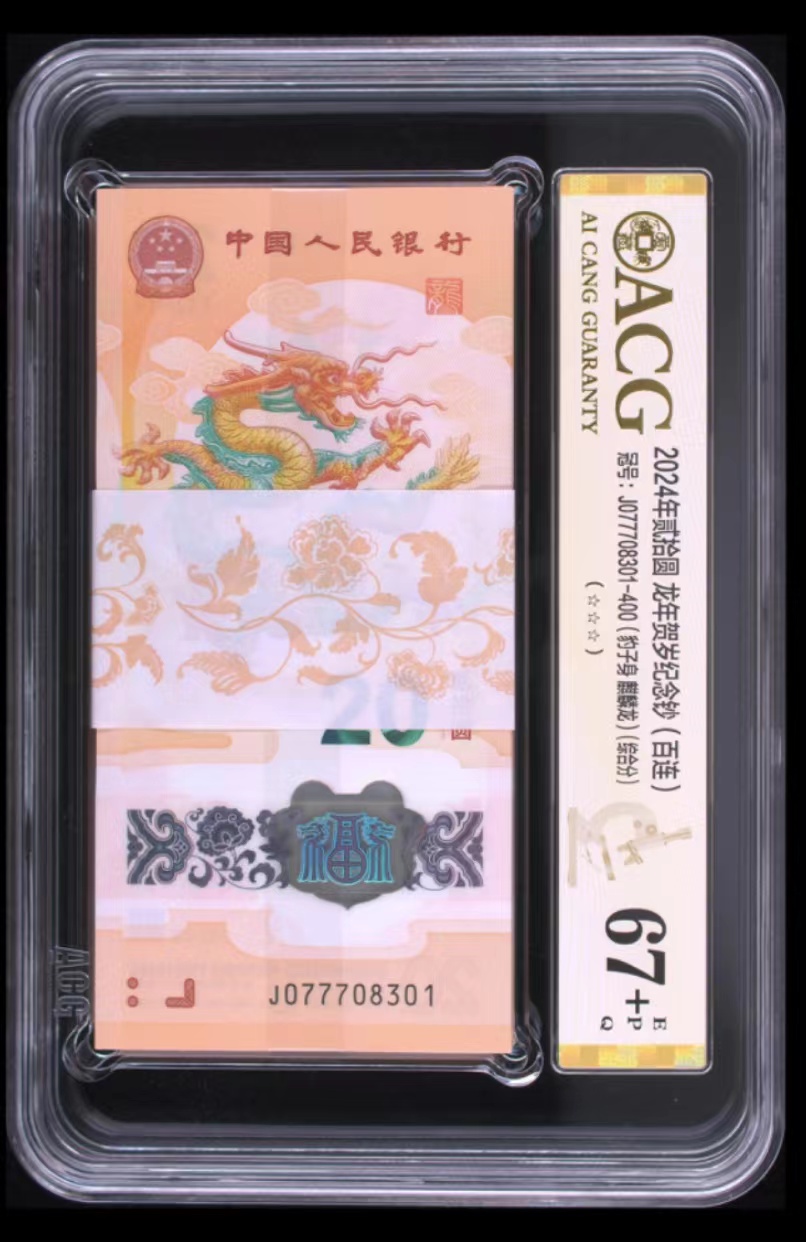 中国人民银行
龍
20
福
J077708301
ACG
ACG
AI CANG GUARANTY
2024年贰拾圆 龙年贺岁纪念钞（百连）
冠号：J077708301-400（豹子身 麒麟龙）(综合分)
(☆☆☆)
67+
E
P
Q